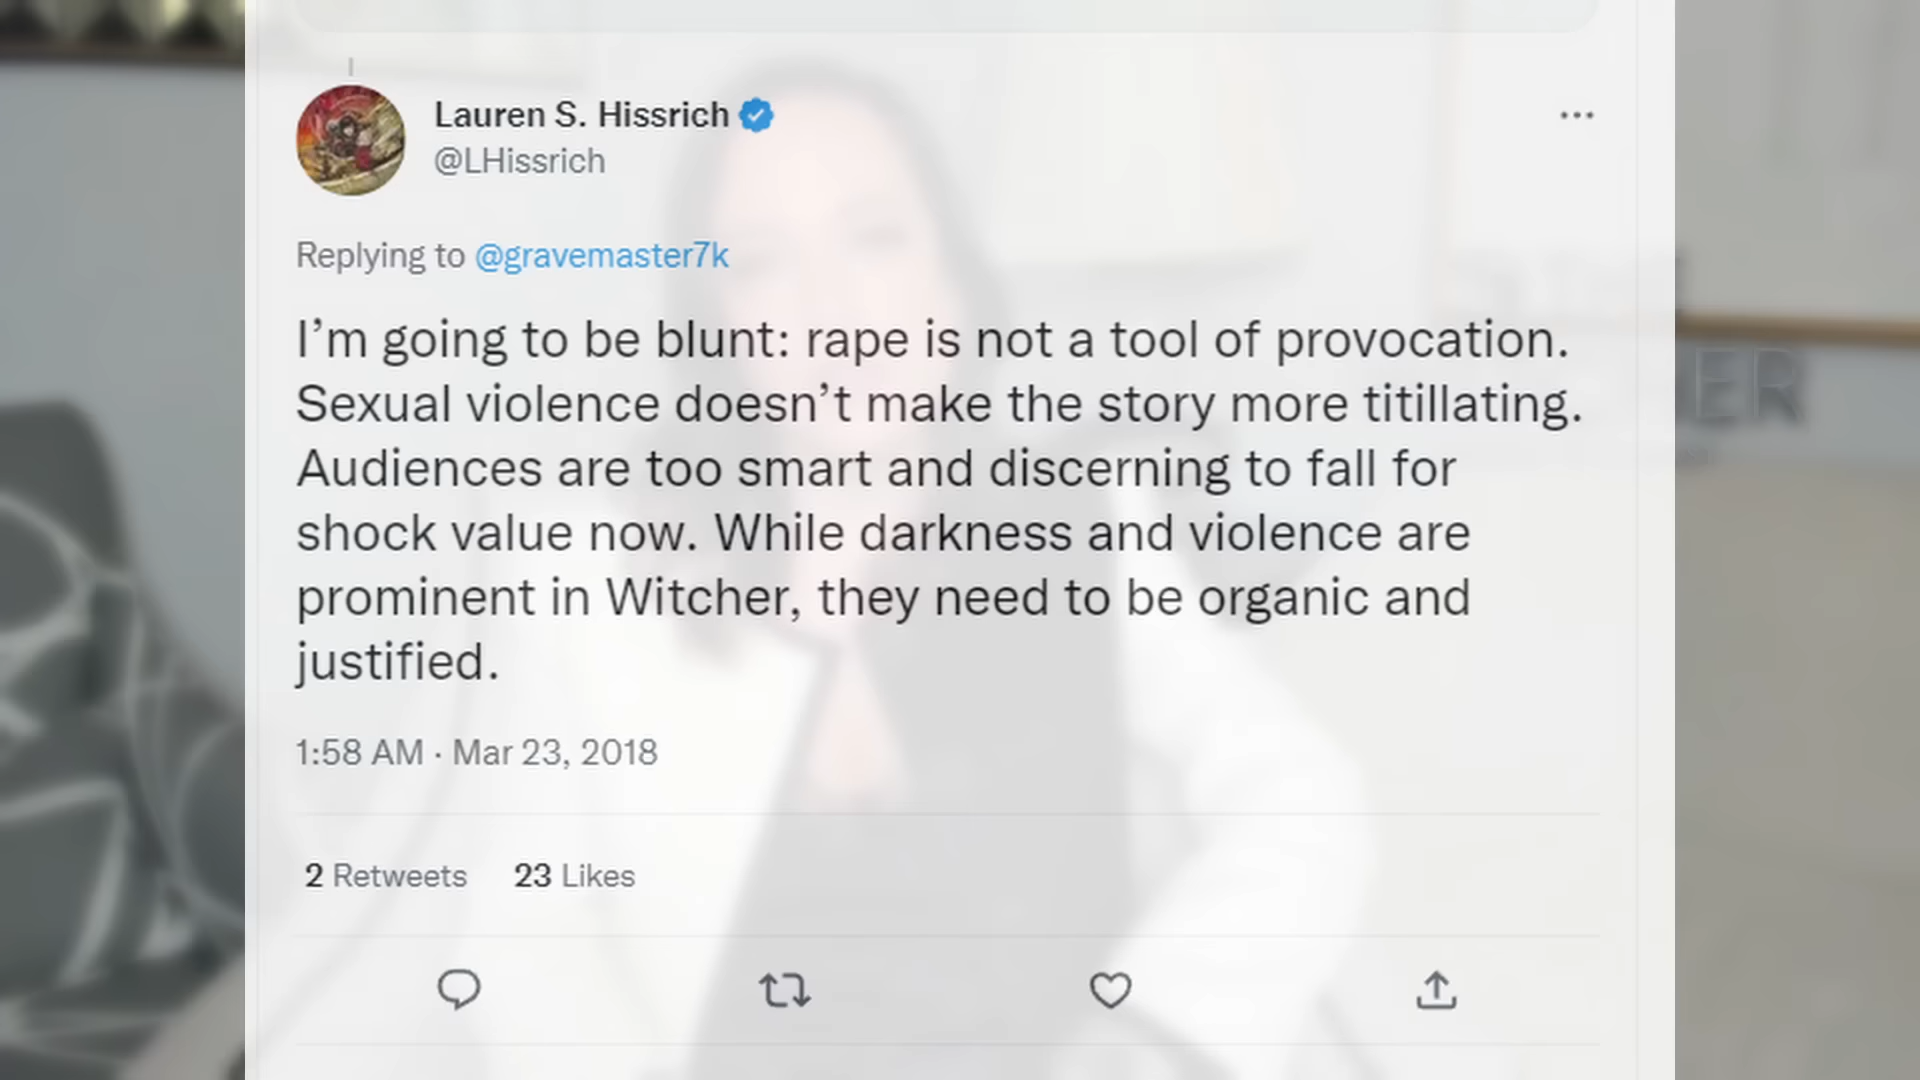 Lauren S. Hissrich
@LHissrich
Replying to @gravemaster7k
I’m going to be blunt: rape is not a tool of provocation.
Sexual violence doesn’t make the story more titillating.
Audiences are too smart and discerning to fall for
shock value now. While darkness and violence are
prominent in Witcher, they need to be organic and
justified.
1:58 AM · Mar 23, 2018
2 Retweets 23 Likes
ER